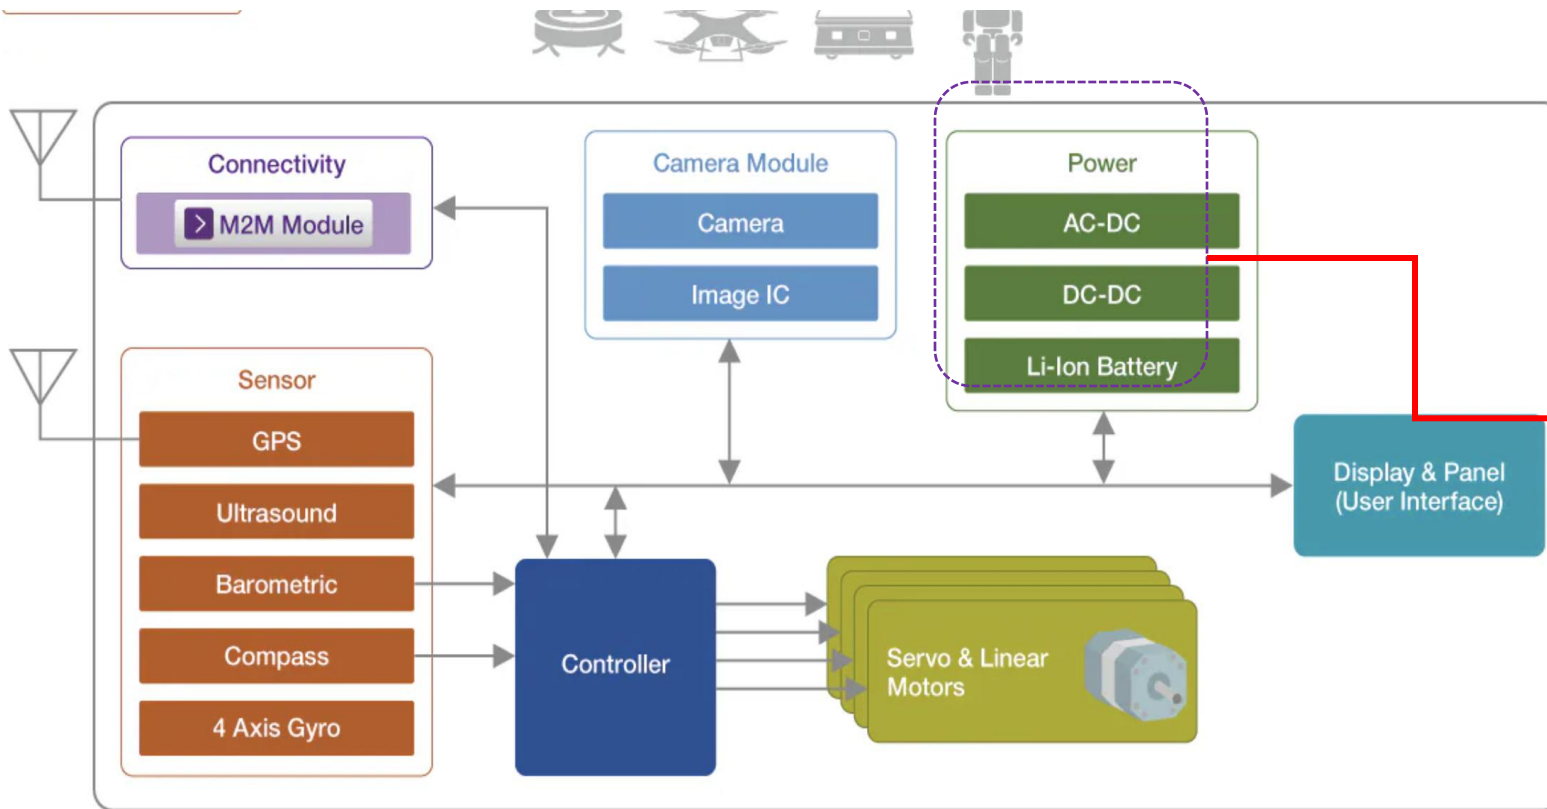 Connectivity
M2M Module
Camera Module
Camera
Image IC
Power
AC-DC
DC-DC
Li-Ion Battery
Sensor
GPS
Ultrasound
Barometric
Compass
4 Axis Gyro
Display & Panel
(User Interface)
Controller
Servo & Linear
Motors